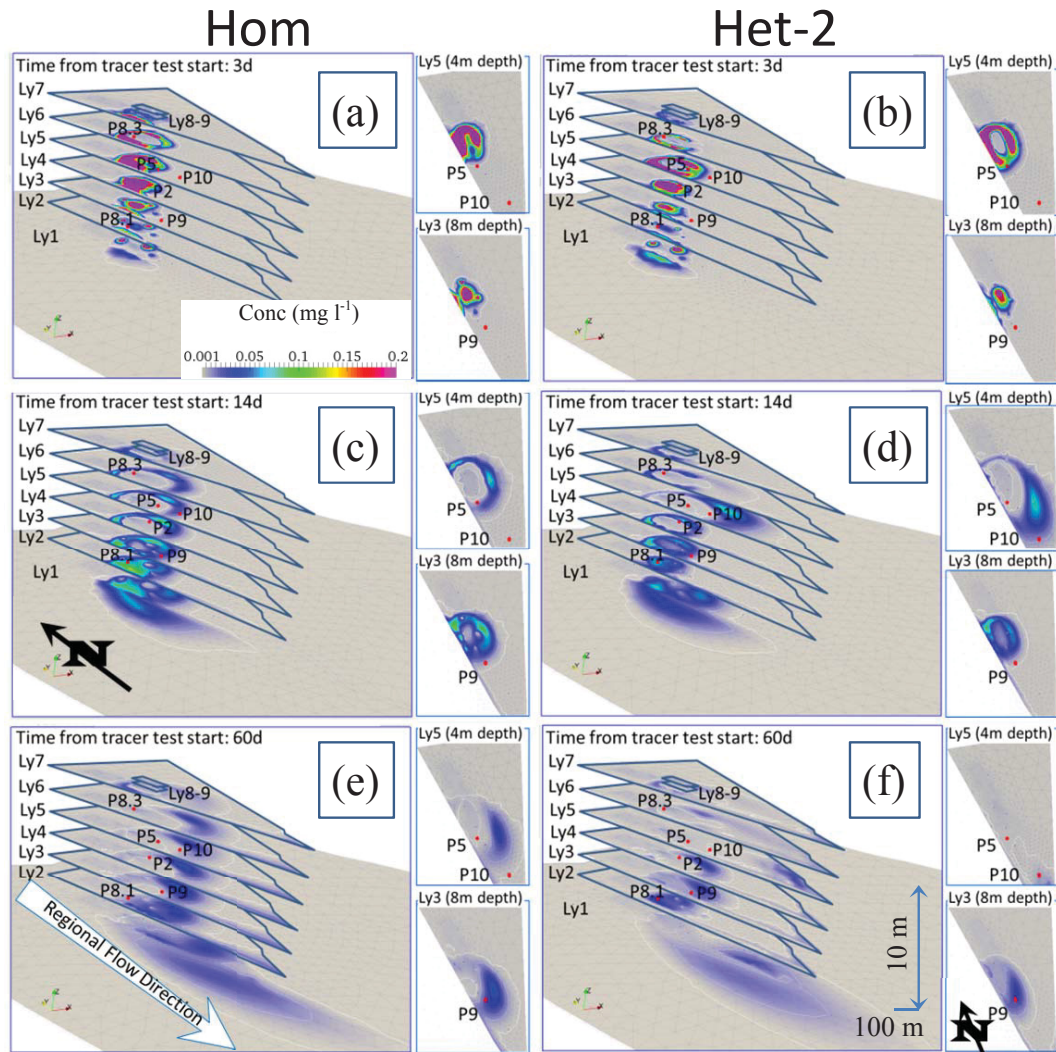 Hom
Het-2
Time from tracer test start: 3d
(a)
Ly7
Ly6
Ly5
Ly4
Ly3
Ly2
Ly1
Ly8-9
P8.3
P5
P10
P2
P9
P8.1
Conc (mg l-1)
0.001 0.05 0.1 0.15 0.2
Ly5 (4m depth)
P5
P10
Ly3 (8m depth)
P9
Time from tracer test start: 3d
(b)
Ly7
Ly6
Ly5
Ly4
Ly3
Ly2
Ly1
Ly8-9
P8.3
P5
P10
P2
P9
P8.1
Ly5 (4m depth)
P5
P10
Ly3 (8m depth)
P9
Time from tracer test start: 14d
(c)
Ly7
Ly6
Ly5
Ly4
Ly3
Ly2
Ly1
Ly8-9
P8.3
P5
P10
P2
P9
P8.1
N
Ly5 (4m depth)
P5
P10
Ly3 (8m depth)
P9
Time from tracer test start: 14d
(d)
Ly7
Ly6
Ly5
Ly4
Ly3
Ly2
Ly1
Ly8-9
P8.3
P5
P10
P2
P9
P8.1
Ly5 (4m depth)
P5
P10
Ly3 (8m depth)
P9
Time from tracer test start: 60d
(e)
Ly7
Ly6
Ly5
Ly4
Ly3
Ly2
Ly8-9
P8.3
P5
P10
P2
P9
P8.1
Regional Flow Direction
Ly5 (4m depth)
P5
P10
Ly3 (8m depth)
P9
Time from tracer test start: 60d
(f)
Ly7
Ly6
Ly5
Ly4
Ly3
Ly2
Ly1
Ly8-9
P8.3
P5
P10
P2
P9
P8.1
10 m
100 m
Ly5 (4m depth)
P5
P10
Ly3 (8m depth)
P9
N